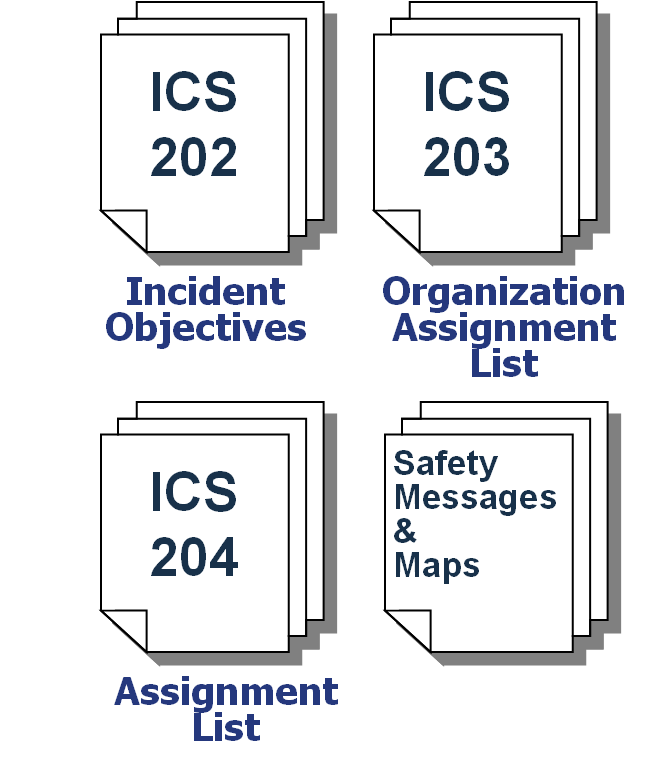 ICS
202
Incident
Objectives
ICS
203
Organization
Assignment
List
ICS
204
Assignment
List
Safety
Messages
&
Maps